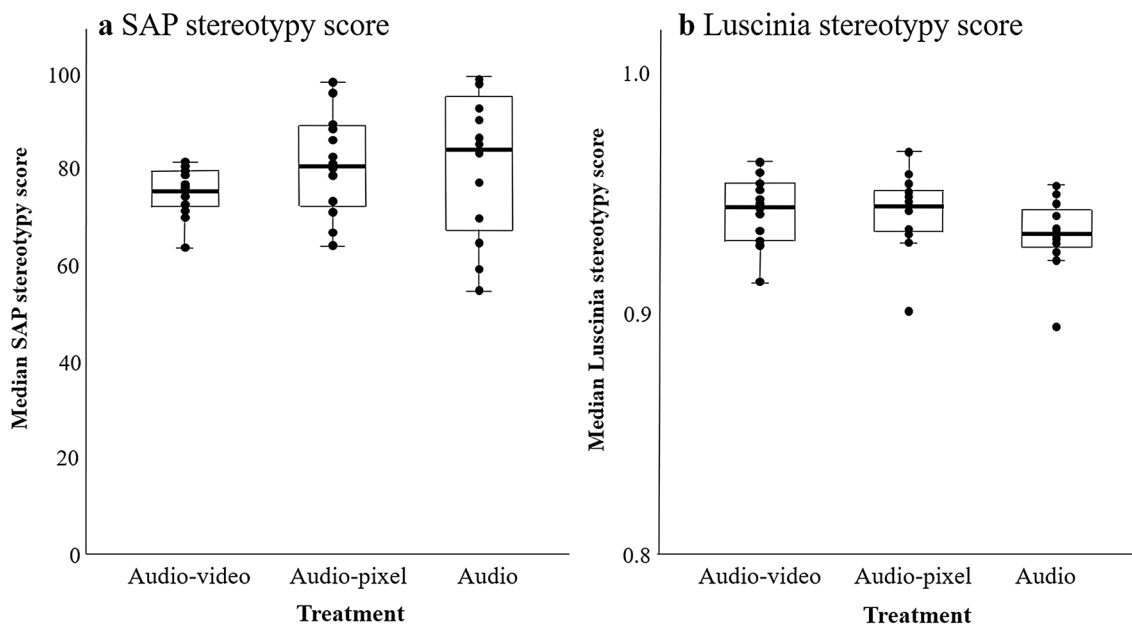 a SAP stereotypy score
Median SAP stereotypy score
100
80
60
40
20
0
Audio-video Audio-pixel Audio
Treatment
b Luscinia stereotypy score
Median Luscinia stereotypy score
1.0
0.9
0.8
Audio-video Audio-pixel Audio
Treatment